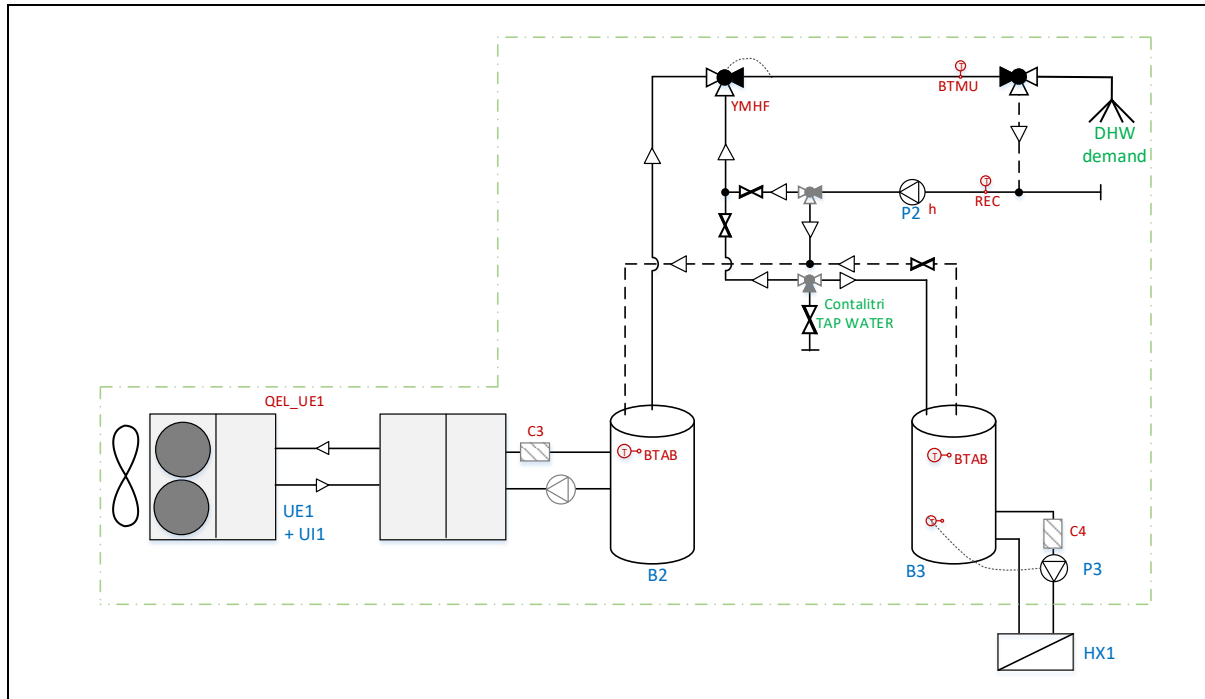 YMHF
T
BTMU
DHW
demand
T
REC
P2
h
Contalitri
TAP WATER
QEL_UE1
C3
T
BTAB
T
BTAB
UE1
+ UI1
T
C4
B2
B3
P3
HX1